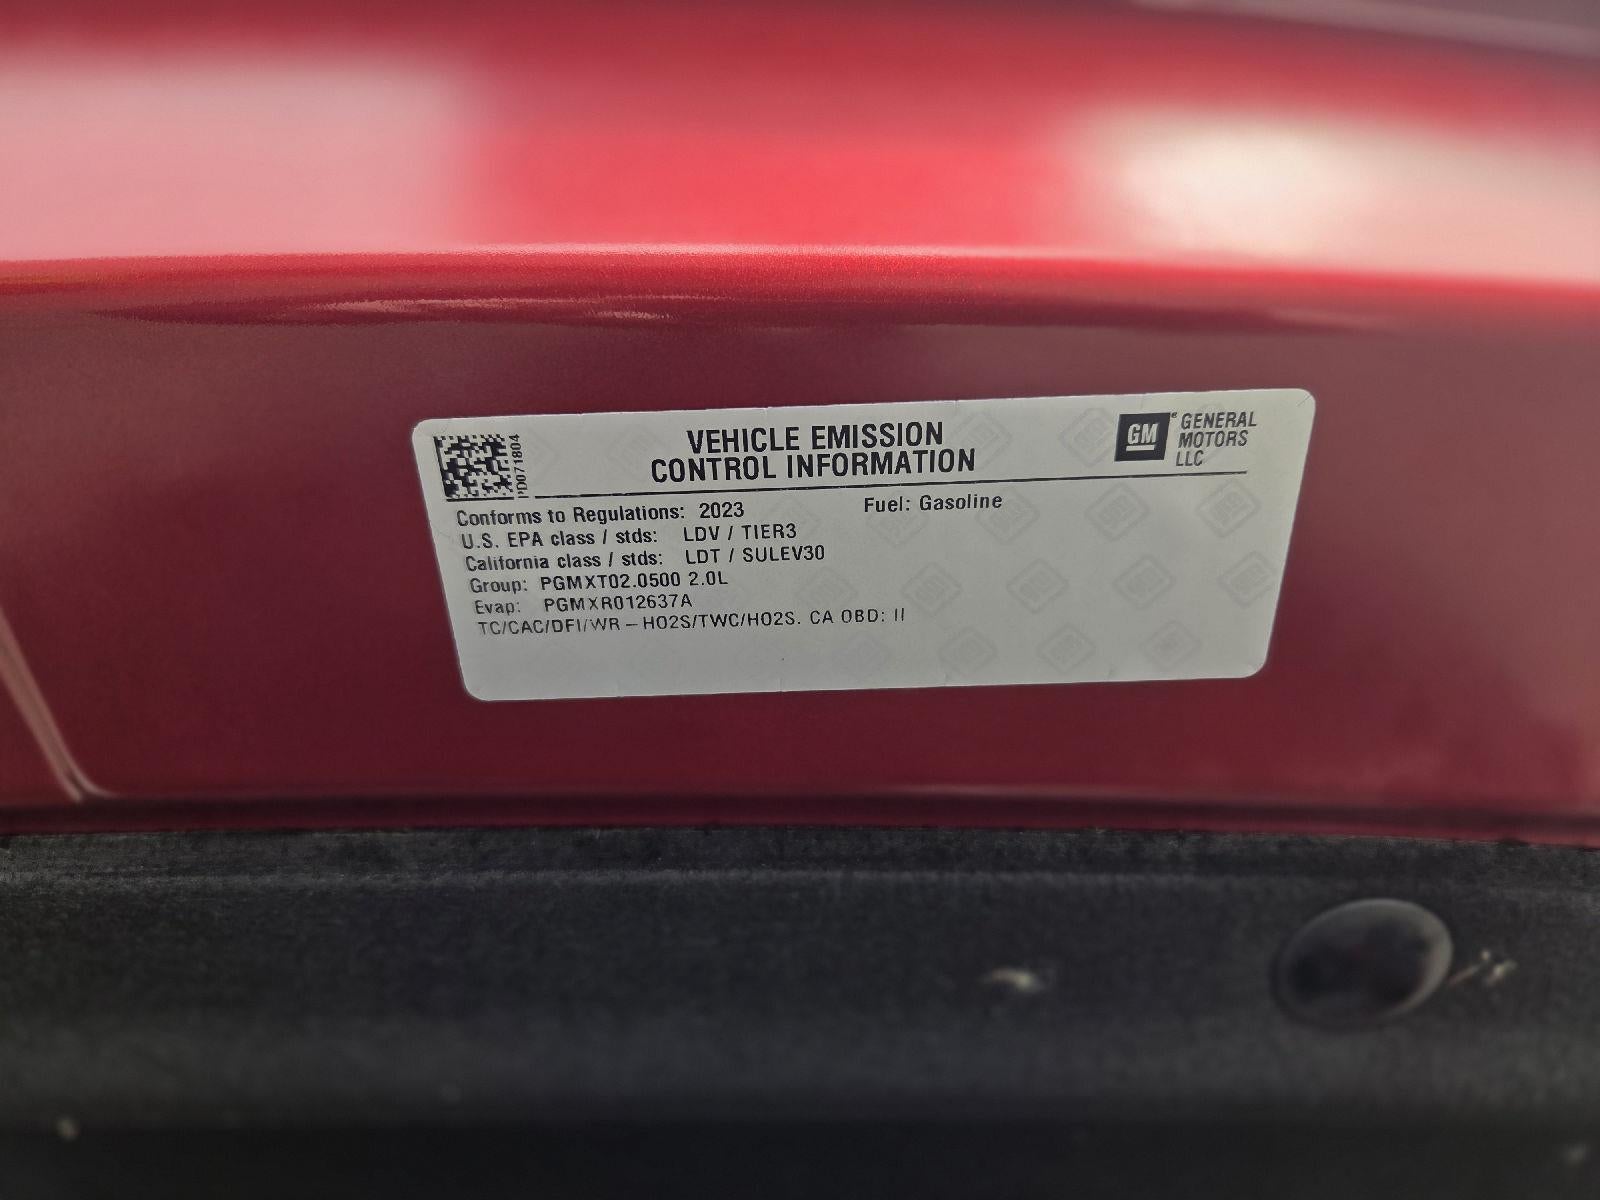 PD071804
VEHICLE EMISSION
CONTROL INFORMATION
GM
GENERAL
MOTORS
LLC
Conforms to Regulations: 2023 Fuel: Gasoline
U.S. EPA class / stds: LDV / TIER3
California class / stds: LDT / SULEV30
Group: PGMXT02.0500 2.0L
Evap: PGMXR012637A
TC/CAC/DFI/WR – HO2S/TWC/HO2S. CA OBD: II